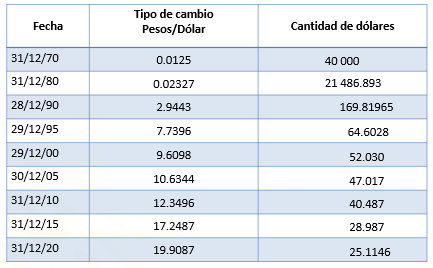 Fecha Tipo de cambio Pesos/Dólar Cantidad de dólares
31/12/70 0.0125 40 000
31/12/80 0.02327 21 486.893
28/12/90 2.9443 169.81965
29/12/95 7.7396 64.6028
29/12/00 9.6098 52.030
30/12/05 10.6344 47.017
31/12/10 12.3496 40.487
31/12/15 17.2487 28.987
31/12/20 19.9087 25.1146